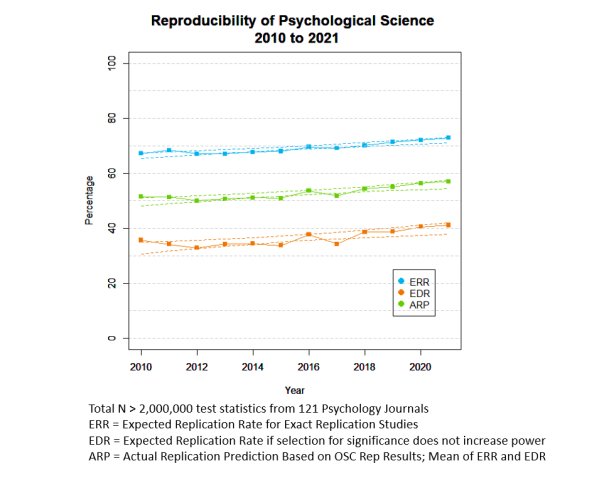 Reproducibility of Psychological Science
2010 to 2021
100
80
60
40
20
0
Percentage
ERR
EDR
ARP
2010 2012 2014 2016 2018 2020
Year
Total N > 2,000,000 test statistics from 121 Psychology Journals
ERR = Expected Replication Rate for Exact Replication Studies
EDR = Expected Replication Rate if selection for significance does not increase power
ARP = Actual Replication Prediction Based on OSC Rep Results; Mean of ERR and EDR